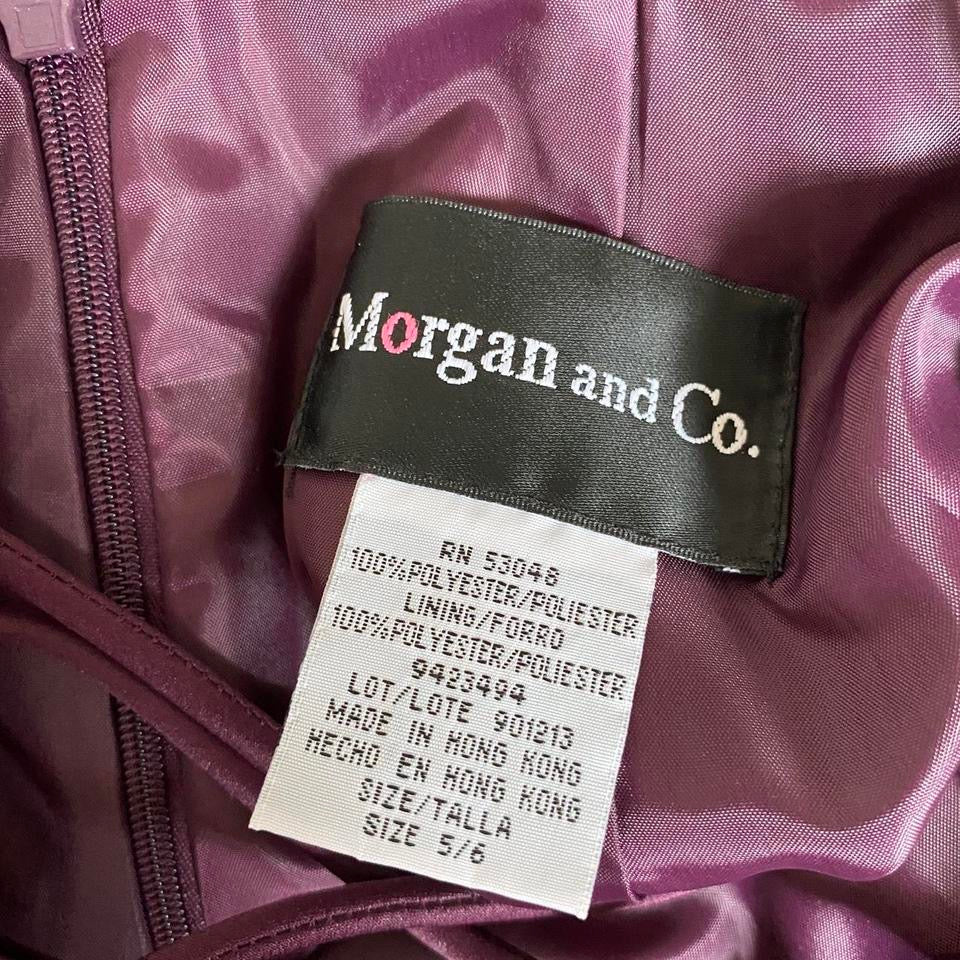 Morgan and Co.
RN 53048
100%POLYESTER/POLIESTER
LINING/FORRO
100%POLYESTER/POLIESTER
9423494
LOT/LOTE 901213
MADE IN HONG KONG
HECHO EN HONG KONG
SIZE/TALLA
SIZE 5/6